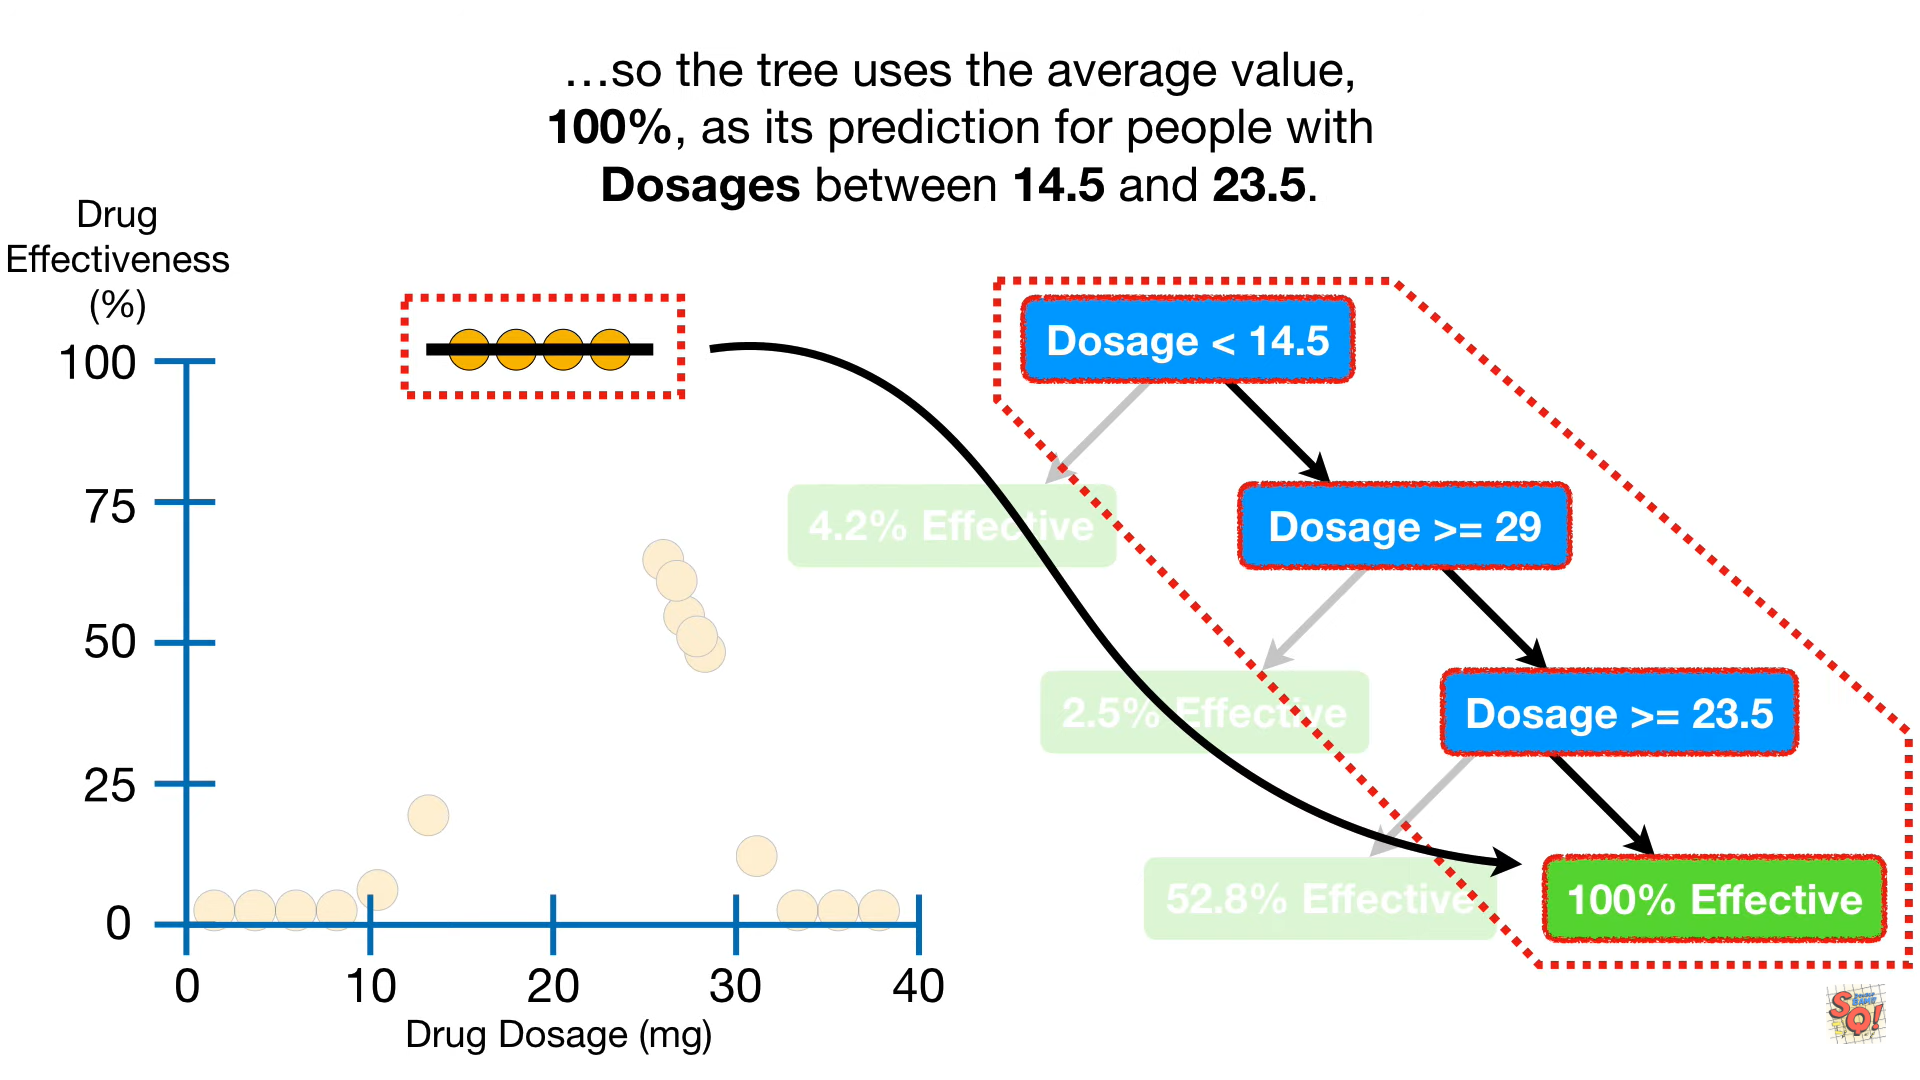 …so the tree uses the average value,
100%, as its prediction for people with
Dosages between 14.5 and 23.5.
Drug
Effectiveness
(%)
100
75
50
25
0
0 10 20 30 40
Drug Dosage (mg)
Dosage < 14.5
4.2% Effective
Dosage >= 29
2.5% Effective
Dosage >= 23.5
52.8% Effective
100% Effective
SQ!